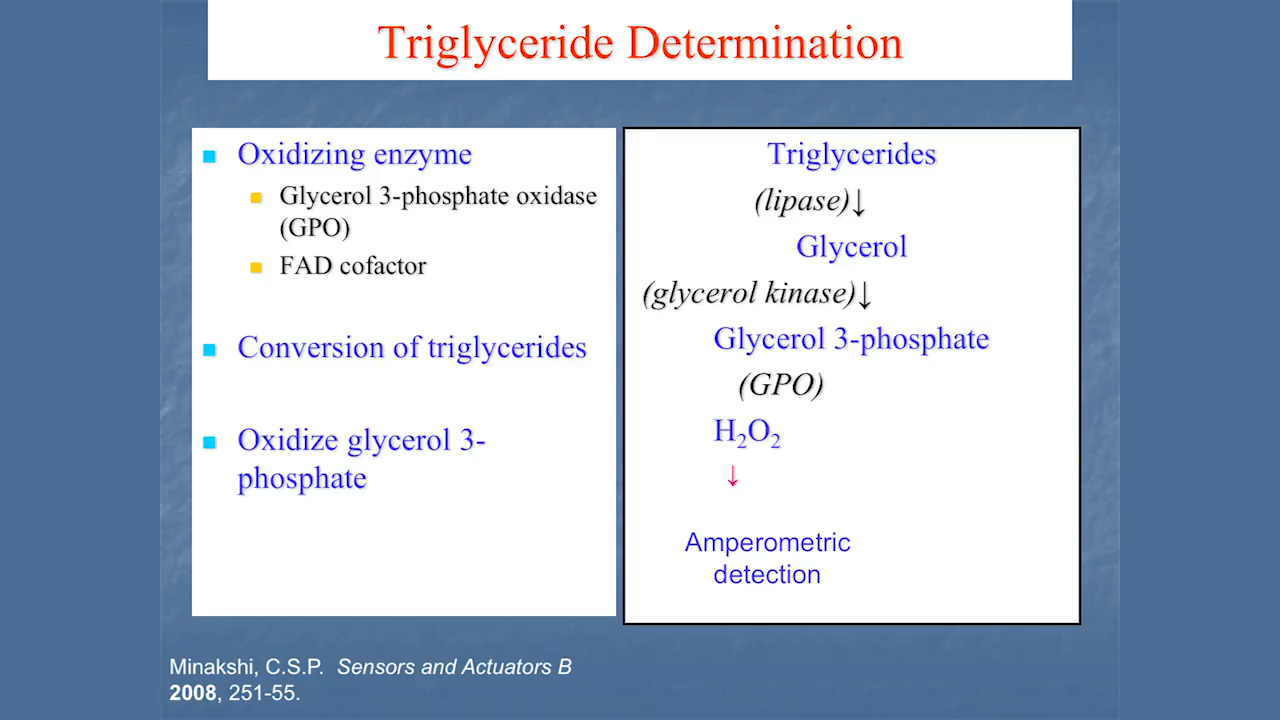 Triglyceride Determination
Oxidizing enzyme
Glycerol 3-phosphate oxidase
(GPO)
FAD cofactor
Conversion of triglycerides
Oxidize glycerol 3-
phosphate
Triglycerides
(lipase)↓
Glycerol
(glycerol kinase)↓
Glycerol 3-phosphate
(GPO)
H₂O₂
↓
Amperometric
detection
Minakshi, C.S.P. Sensors and Actuators B
2008, 251-55.